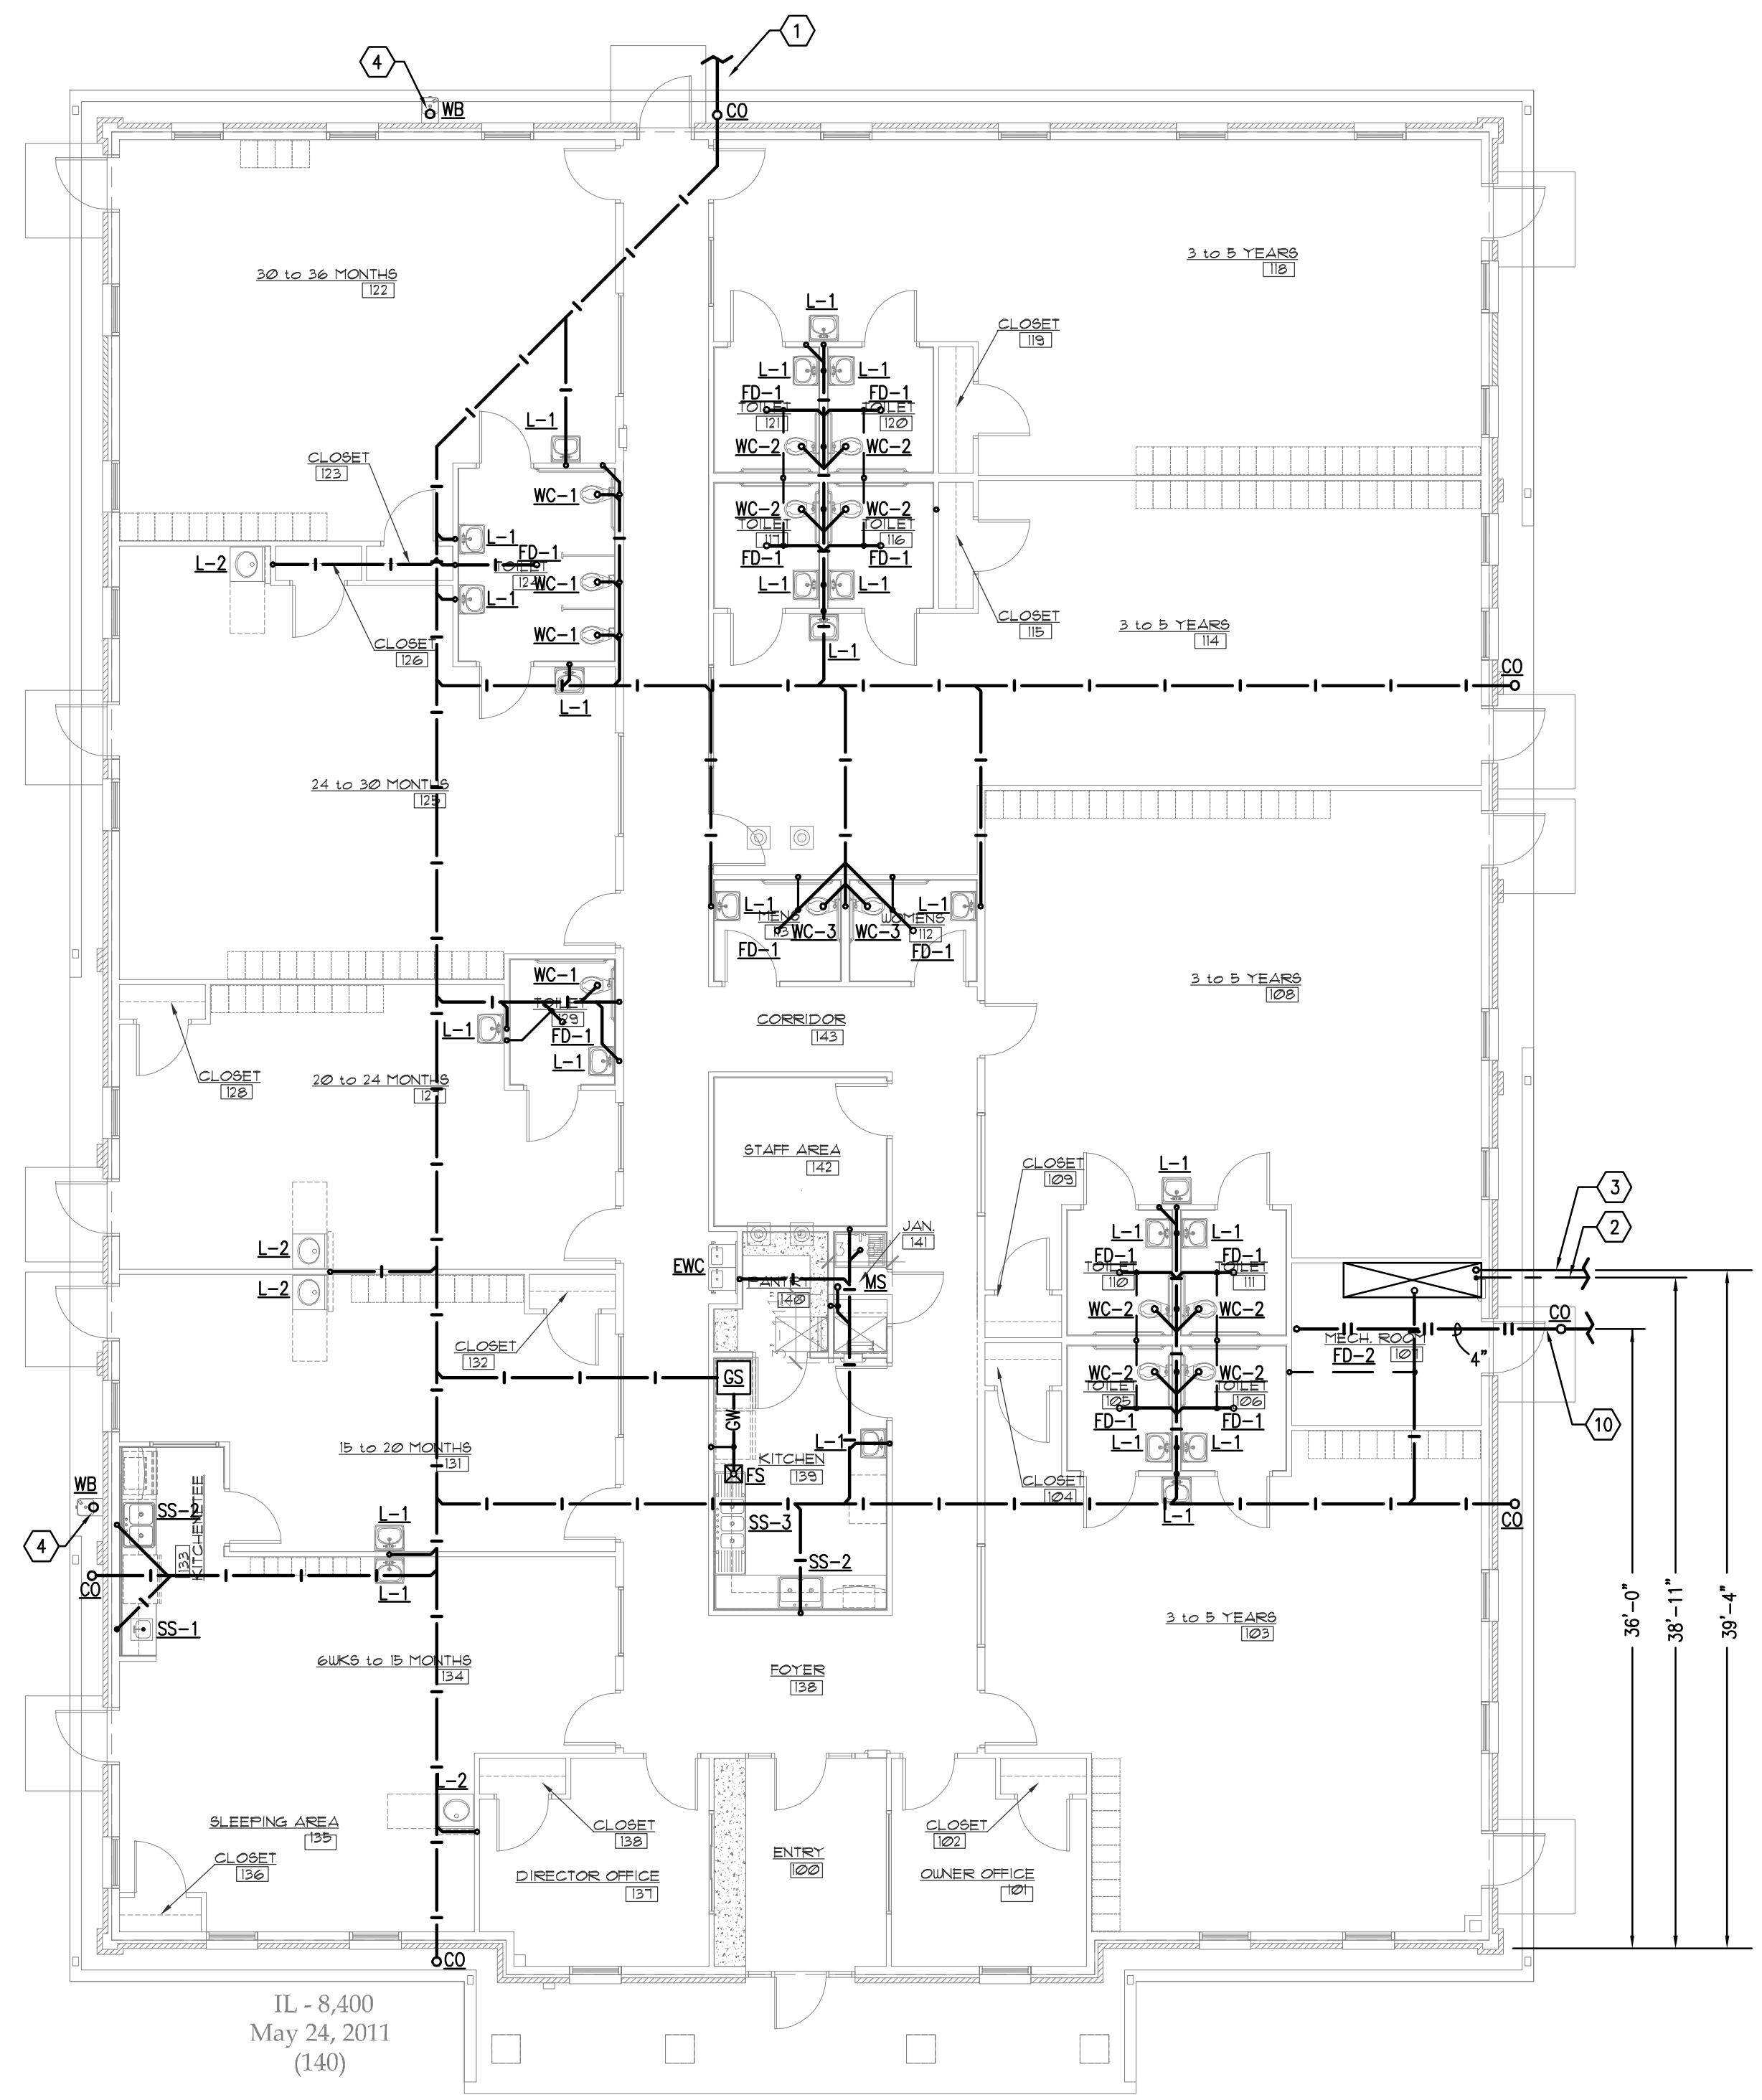 1
4
WB
CO
30 to 36 MONTHS
122
3 to 5 YEARS
118
L-1
CLOSET
119
L-1
L-1
FD-1
FD-1
TOILET
121
TOILET
120
WC-2
WC-2
L-1
CLOSET
123
WC-1
WC-2
WC-2
TOILET
117
TOILET
116
L-1
FD-1
L-2
TOILET
124
WC-1
FD-1
FD-1
L-1
L-1
L-1
WC-1
CLOSET
115
3 to 5 YEARS
114
CLOSET
126
L-1
L-1
CO
24 to 30 MONTHS
125
L-1
L-1
MENS
113
WOMENS
112
WC-3
WC-3
FD-1
FD-1
WC-1
TOILET
129
L-1
FD-1
L-1
3 to 5 YEARS
108
CORRIDOR
143
CLOSET
128
20 to 24 MONTHS
127
STAFF AREA
142
CLOSET
109
L-1
3
2
JAN.
141
L-1
L-1
L-2
EWC
FD-1
FD-1
TOILET
110
TOILET
111
L-2
PANTRY
140
MS
WC-2
WC-2
CO
CLOSET
132
MECH. ROOM
107
FD-2
4"
GS
WC-2
WC-2
TOILET
105
TOILET
106
GW
FD-1
FD-1
10
15 to 20 MONTHS
131
L-1
KITCHEN
139
L-1
L-1
FS
CLOSET
104
WB
SS-2
KITCHENETTE
133
L-1
SS-3
L-1
CO
4
CO
L-1
SS-2
SS-1
36'-0"
38'-11"
39'-4"
3 to 5 YEARS
103
6WKS to 15 MONTHS
134
FOYER
138
L-2
SLEEPING AREA
135
CLOSET
138
CLOSET
102
CLOSET
136
ENTRY
100
DIRECTOR OFFICE
137
OWNER OFFICE
101
CO
IL - 8,400
May 24, 2011
(140)